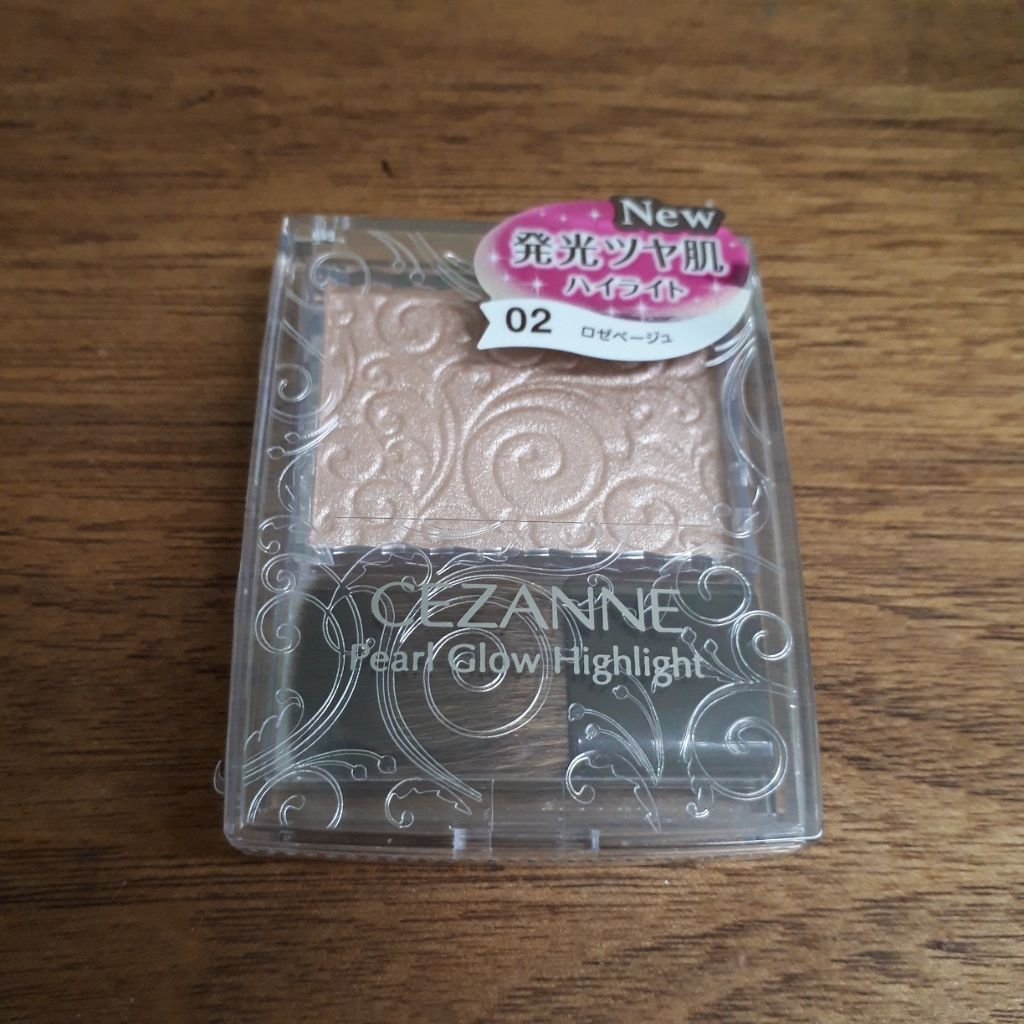 New
発光ツヤ肌
ハイライト
02 ロゼベージュ
CEZANNE
Pearl Glow Highlight